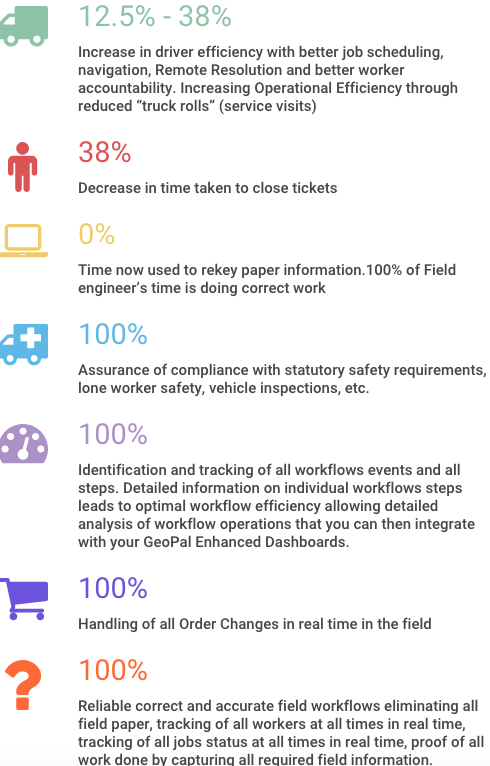 12.5% - 38%
Increase in driver efficiency with better job scheduling,
navigation, Remote Resolution and better worker
accountability. Increasing Operational Efficiency through
reduced “truck rolls” (service visits)
38%
Decrease in time taken to close tickets
0%
Time now used to rekey paper information.100% of Field
engineer’s time is doing correct work
100%
Assurance of compliance with statutory safety requirements,
lone worker safety, vehicle inspections, etc.
100%
Identification and tracking of all workflows events and all
steps. Detailed information on individual workflows steps
leads to optimal workflow efficiency allowing detailed
analysis of workflow operations that you can then integrate
with your GeoPal Enhanced Dashboards.
100%
Handling of all Order Changes in real time in the field
100%
Reliable correct and accurate field workflows eliminating all
field paper, tracking of all workers at all times in real time,
tracking of all jobs status at all times in real time, proof of all
work done by capturing all required field information.